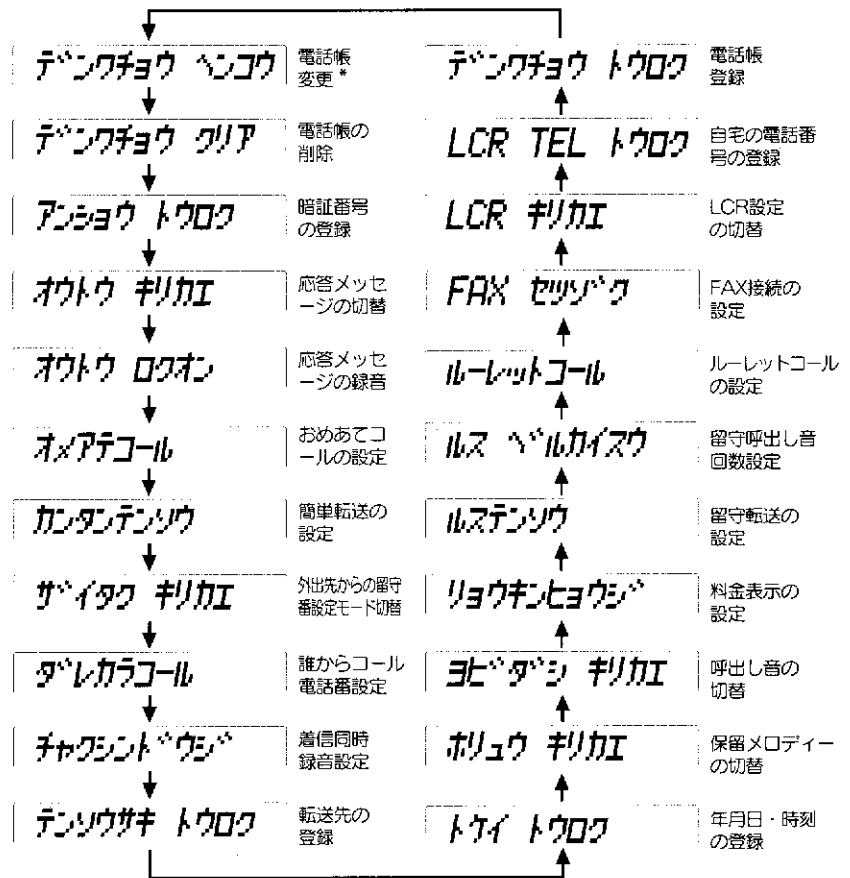 デンワチョウ ヘンコウ
電話帳
変更*
デンワチョウ クリア
電話帳の
削除
アンショウ トウロク
暗証番号
の登録
オウトウ キリカエ
応答メッセ
ージの切替
オウトウ ロクオン
応答メッセ
ージの録音
オメアテコール
おめあてコ
ールの設定
カンタンテンソウ
簡単転送の
設定
ザイタク キリカエ
外出先からの留守
番設定モード切替
ダレカラコール
誰からコール
電話番設定
チャクシンドウジ
着信同時
録音設定
テンソウサキ トウロク
転送先の
登録
デンワチョウ トウロク
電話帳
登録
LCR TEL トウロク
自宅の電話番
号の登録
LCR キリカエ
LCR設定
の切替
FAX セツゾク
FAX接続の
設定
ルーレットコール
ルーレットコール
の設定
ルス ベルカイスウ
留守呼出し音
回数設定
ルステンソウ
留守転送の
設定
リョウキンヒョウジ
料金表示の
設定
ヨビダシ キリカエ
呼出し音の
切替
ホリュウ キリカエ
保留メロディー
の切替
トケイ トウロク
年月日・時刻
の登録